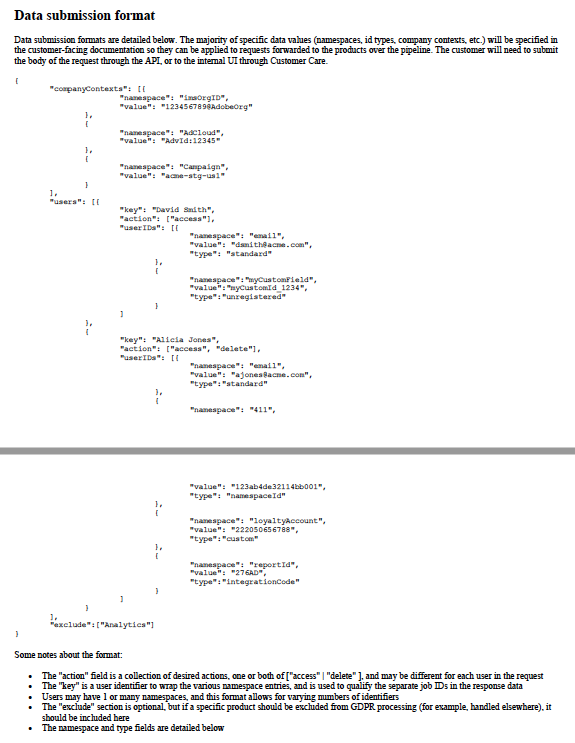 Data submission format
Data submission formats are detailed below. The majority of specific data values (namespaces, id types, company contexts, etc.) will be specified in
the customer-facing documentation so they can be applied to requests forwarded to the products over the pipeline. The customer will need to submit
the body of the request through the API, or to the internal UI through Customer Care.
{
"companyContexts": [{
"namespace": "imsOrgID",
"value": "123456789@AdobeOrg"
},
{
"namespace": "AdCloud",
"value": "AdvId:12345"
},
{
"namespace": "Campaign",
"value": "acme-stg-us1"
}
],
"users": [{
"key": "David Smith",
"action": ["access"],
"userIDs": [{
"namespace": "email",
"value": "dsmith@acme.com",
"type": "standard"
},
{
"namespace":"myCustomField",
"value":"myCustomId_1234",
"type":"unregistered"
}
]
},
{
"key": "Alicia Jones",
"action": ["access", "delete"],
"userIDs": [{
"namespace": "email",
"value": "ajones@acme.com",
"type":"standard"
},
{
"namespace": "411",
"value": "123ab4de32114bb001",
"type": "namespaceId"
},
{
"namespace": "loyaltyAccount",
"value": "222050656788",
"type":"custom"
},
{
"namespace": "reportId",
"value": "276AD",
"type":"integrationCode"
}
]
}
],
"exclude":["Analytics"]
}
Some notes about the format:
• The "action" field is a collection of desired actions, one or both of ["access" | "delete" ], and may be different for each user in the request
• The "key" is a user identifier to wrap the various namespace entries, and is used to qualify the separate job IDs in the response data
• Users may have 1 or many namespaces, and this format allows for varying numbers of identifiers
• The "exclude" section is optional, but if a specific product should be excluded from GDPR processing (for example, handled elsewhere), it
should be included here
• The namespace and type fields are detailed below